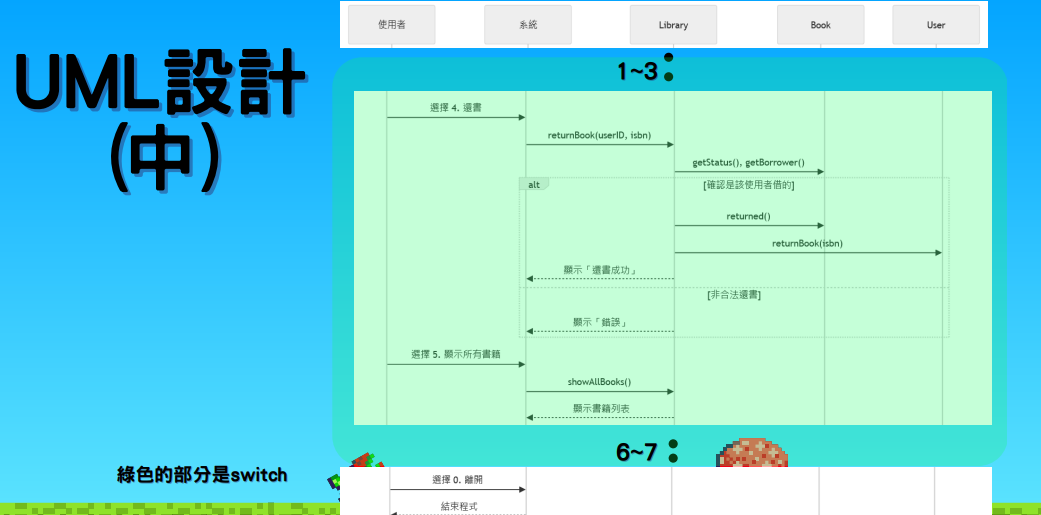 使用者
系統
Library
Book
User
UML設計
(中)
1~3：
選擇 4. 還書
returnBook(userID, isbn)
getStatus(), getBorrower()
alt
[確認是該使用者借的]
returned()
returnBook(isbn)
顯示「還書成功」
[非合法還書]
顯示「錯誤」
選擇 5. 顯示所有書籍
showAllBooks()
顯示書籍列表
6~7：
綠色的部分是switch
選擇 0. 離開
結束程式